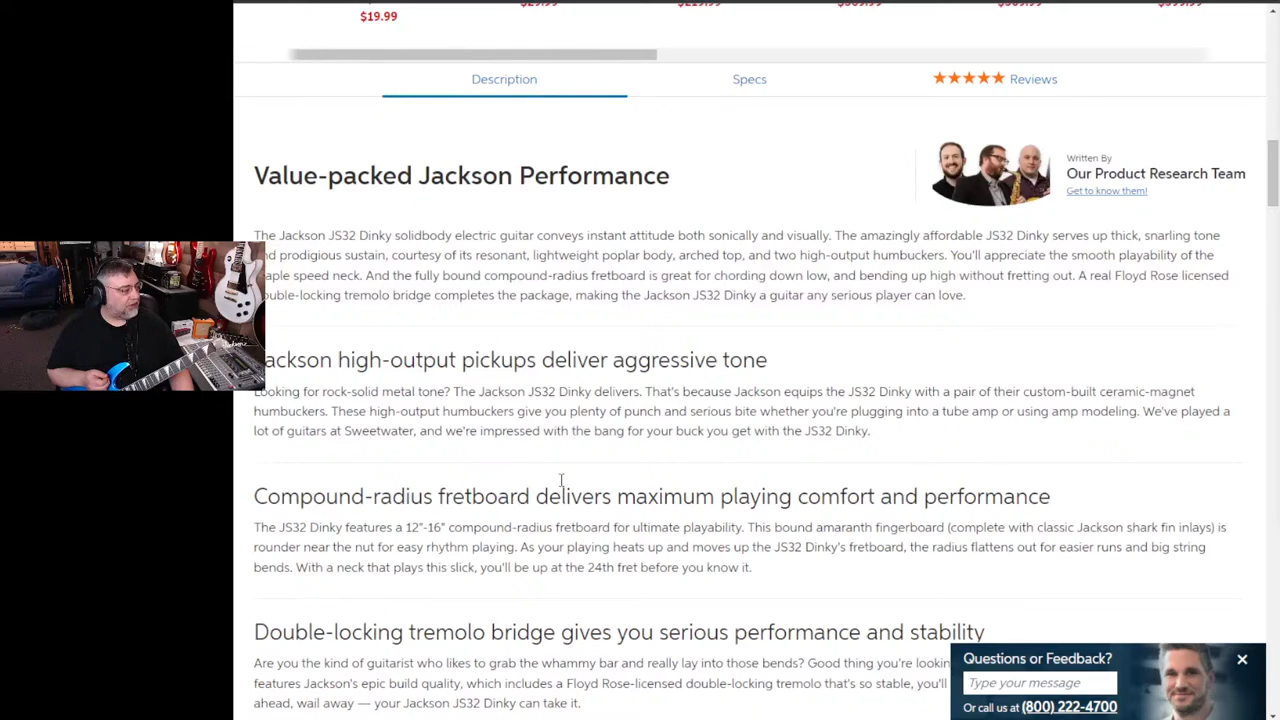 $19.99
Description
Specs
Reviews
Value-packed Jackson Performance
Written By
Our Product Research Team
Get to know them!
The Jackson JS32 Dinky solidbody electric guitar conveys instant attitude both sonically and visually. The amazingly affordable JS32 Dinky serves up thick, snarling tone
and prodigious sustain, courtesy of its resonant, lightweight poplar body, arched top, and two high-output humbuckers. You'll appreciate the smooth playability of the
maple speed neck. And the fully bound compound-radius fretboard is great for chording down low, and bending up high without fretting out. A real Floyd Rose licensed
double-locking tremolo bridge completes the package, making the Jackson JS32 Dinky a guitar any serious player can love.
Jackson high-output pickups deliver aggressive tone
Looking for rock-solid metal tone? The Jackson JS32 Dinky delivers. That's because Jackson equips the JS32 Dinky with a pair of their custom-built ceramic-magnet
humbuckers. These high-output humbuckers give you plenty of punch and serious bite whether you're plugging into a tube amp or using amp modeling. We've played a
lot of guitars at Sweetwater, and we're impressed with the bang for your buck you get with the JS32 Dinky.
Compound-radius fretboard delivers maximum playing comfort and performance
The JS32 Dinky features a 12"-16" compound-radius fretboard for ultimate playability. This bound amaranth fingerboard (complete with classic Jackson shark fin inlays) is
rounder near the nut for easy rhythm playing. As your playing heats up and moves up the JS32 Dinky's fretboard, the radius flattens out for easier runs and big string
bends. With a neck that plays this slick, you'll be up at the 24th fret before you know it.
Double-locking tremolo bridge gives you serious performance and stability
Are you the kind of guitarist who likes to grab the whammy bar and really lay into those bends? Good thing you're
features Jackson's epic build quality, which includes a Floyd Rose-licensed double-locking tremolo that's so stable, you'll
ahead, wail away — your Jackson JS32 Dinky can take it.
Questions or Feedback?
Type your message
Or call us at (800) 222-4700